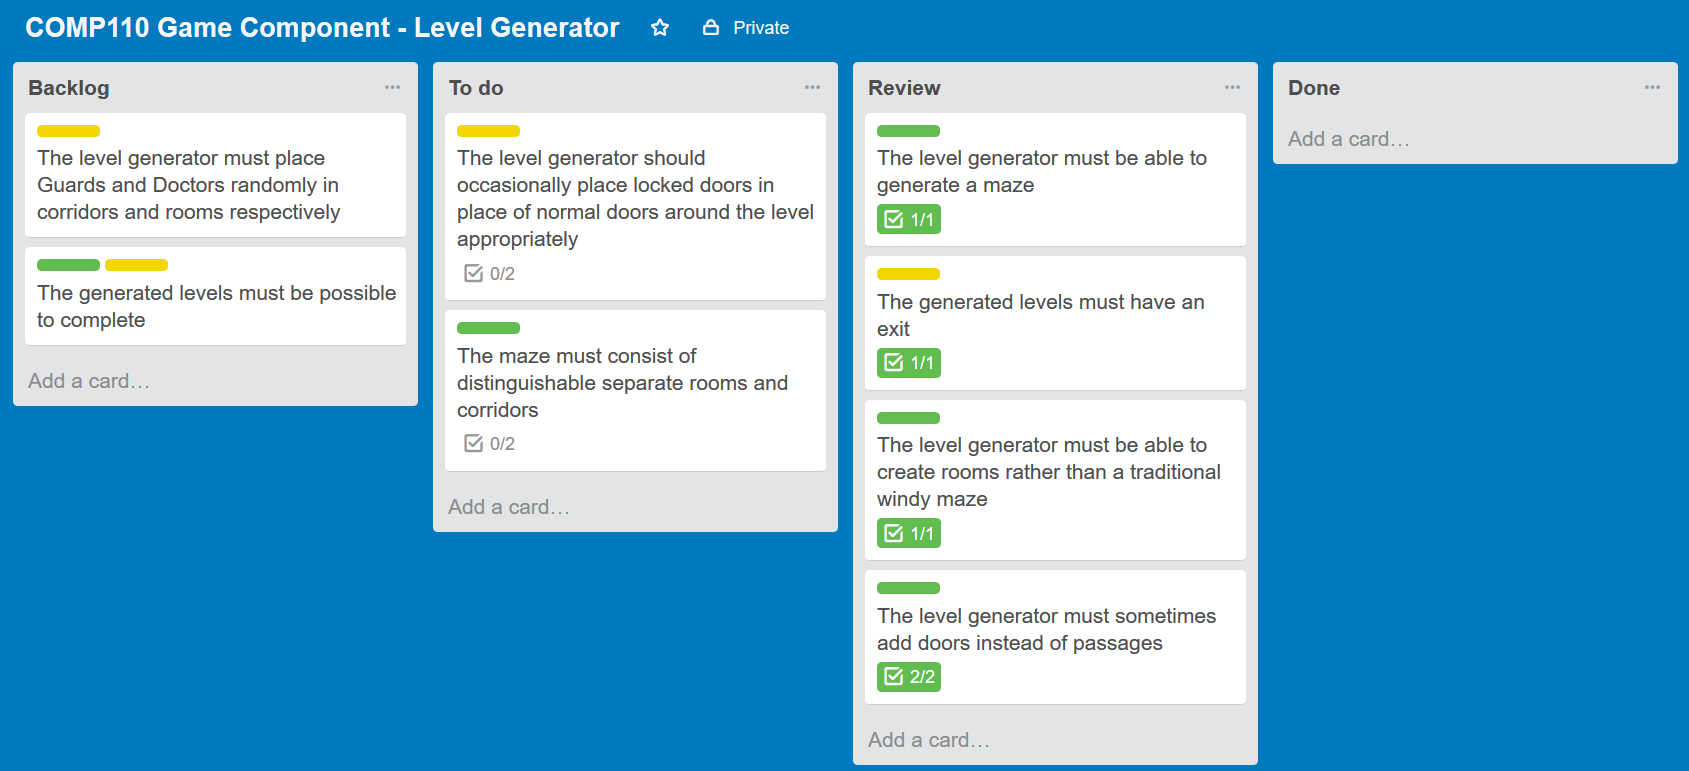 COMP110 Game Component - Level Generator
Private
Backlog
The level generator must place
Guards and Doctors randomly in
corridors and rooms respectively
The generated levels must be possible
to complete
Add a card…
To do
The level generator should
occasionally place locked doors in
place of normal doors around the level
appropriately
0/2
The maze must consist of
distinguishable separate rooms and
corridors
0/2
Add a card…
Review
The level generator must be able to
generate a maze
1/1
The generated levels must have an
exit
1/1
The level generator must be able to
create rooms rather than a traditional
windy maze
1/1
The level generator must sometimes
add doors instead of passages
2/2
Add a card…
Done
Add a card…